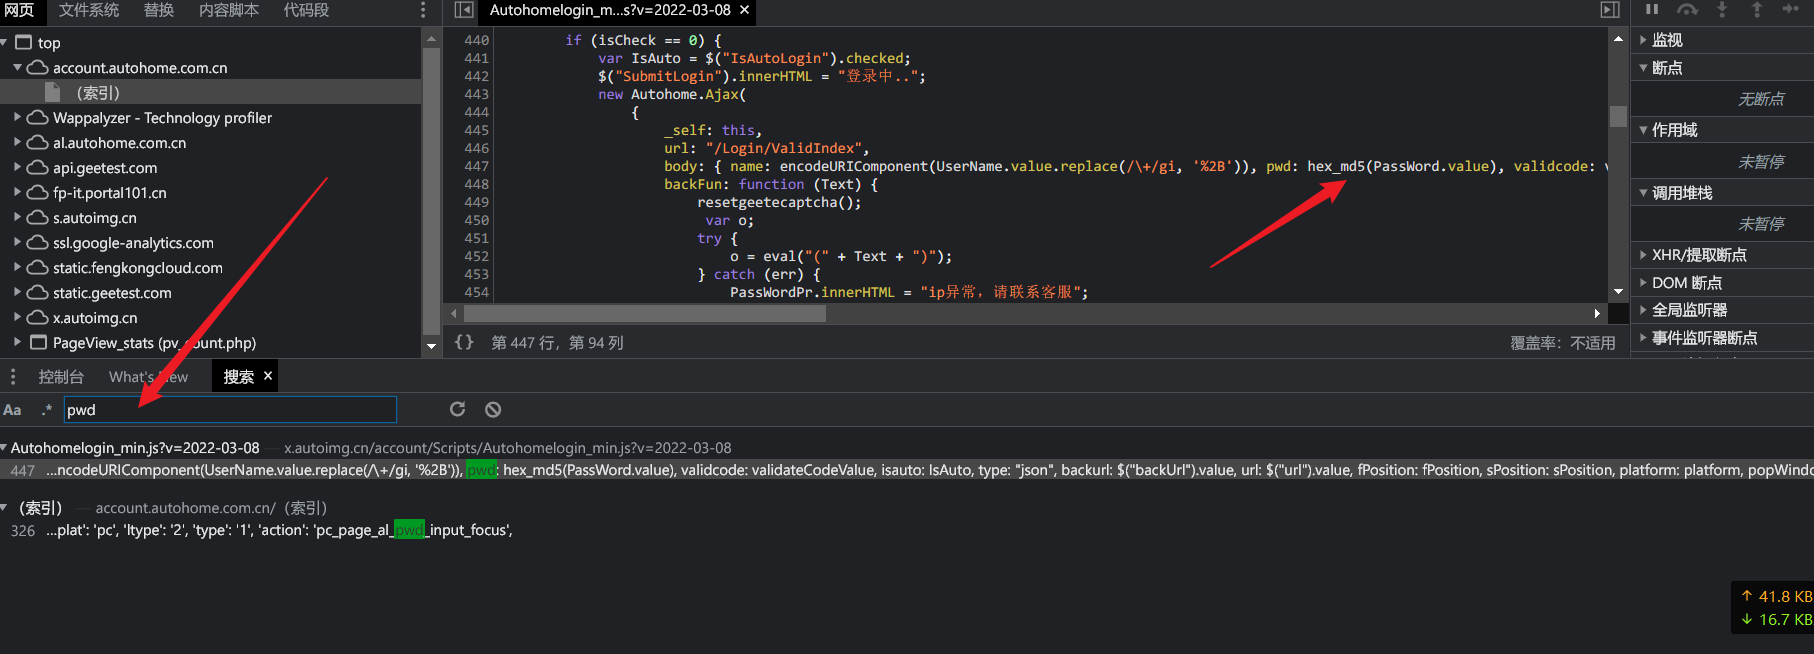 网页 文件系统 替换 内容脚本 代码段
top
account.autohome.com.cn
（索引）
Wappalyzer - Technology profiler
al.autohome.com.cn
api.geetest.com
fp-it.portal101.cn
s.autoimg.cn
ssl.google-analytics.com
static.fengkongcloud.com
static.geetest.com
x.autoimg.cn
PageView_stats (pv_count.php)
Autohomelogin_m...s?v=2022-03-08 ×
440 if (isCheck == 0) {
441 var IsAuto = $("IsAutoLogin").checked;
442 $("SubmitLogin").innerHTML = "登录中..";
443 new Autohome.Ajax(
444 {
445 _self: this,
446 url: "/Login/ValidIndex",
447 body: { name: encodeURIComponent(UserName.value.replace(/\+/gi, '%2B')), pwd: hex_md5(PassWord.value), validcode: v
448 backFun: function (Text) {
449 resetgeetecaptcha();
450 var o;
451 try {
452 o = eval("(" + Text + ")");
453 } catch (err) {
454 PassWordPr.innerHTML = "ip异常，请联系客服";
{} 第 447 行，第 94 列 覆盖率：不适用
监视
断点
无断点
作用域
未暂停
调用堆栈
未暂停
XHR/提取断点
DOM 断点
全局监听器
事件监听器断点
控制台 What's New 搜索 ×
Aa .* pwd
Autohomelogin_min.js?v=2022-03-08 — x.autoimg.cn/account/Scripts/Autohomelogin_min.js?v=2022-03-08
447 ...ncodeURIComponent(UserName.value.replace(/\+/gi, '%2B')), pwd: hex_md5(PassWord.value), validcode: validateCodeValue, isauto: IsAuto, type: "json", backurl: $("backUrl").value, url: $("url").value, fPosition: fPosition, sPosition: sPosition, platform: platform, popWindo
（索引） — account.autohome.com.cn/（索引）
326 ...plat': 'pc', 'ltype': '2', 'type': '1', 'action': 'pc_page_al_pwd_input_focus',
↑ 41.8 KB
↓ 16.7 KB